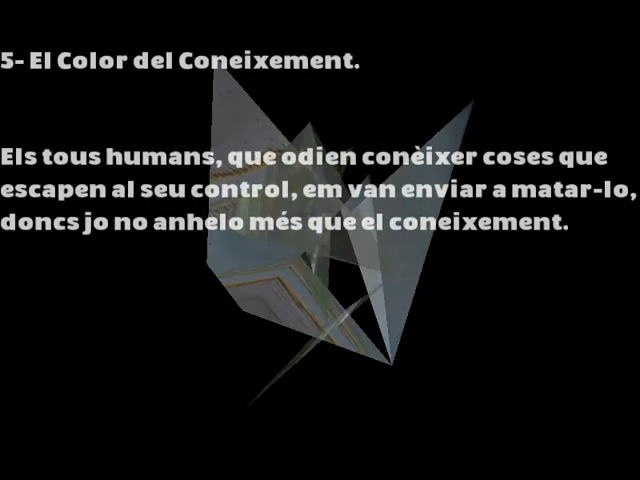 5- El Color del Coneixement.
Els tous humans, que odien conèixer coses que
escapen al seu control, em van enviar a matar-lo,
doncs jo no anhelo més que el coneixement.